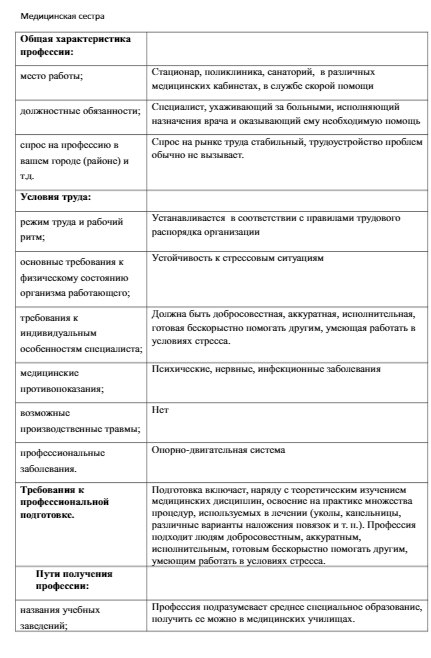 Медицинская сестра
Общая характеристика
профессии:
место работы;
Стационар, поликлиника, санаторий,  в различных
медицинских кабинетах, в службе скорой помощи
должностные обязанности;
Специалист, ухаживающий за больными, исполняющий
назначения врача и оказывающий ему необходимую помощь
спрос на профессию в
вашем городе (районе) и
т.д.
Спрос на рынке труда стабильный, трудоустройство проблем
обычно не вызывает.
Условия труда:
режим труда и рабочий
ритм;
Устанавливается  в соответствии с правилами трудового
распорядка организации
основные требования к
физическому состоянию
организма работающего;
Устойчивость к стрессовым ситуациям
требования к
индивидуальным
особенностям специалиста;
Должна быть добросовестная, аккуратная, исполнительная,
готовая бескорыстно помогать другим, умеющая работать в
условиях стресса.
медицинские
противопоказания;
Психические, нервные, инфекционные заболевания
возможные
производственные травмы;
Нет
профессиональные
заболевания.
Опорно-двигательная система
Требования к
профессиональной
подготовке.
Подготовка включает, наряду с теоретическим изучением
медицинских дисциплин, освоение на практике множества
процедур, используемых в лечении (уколы, капельницы,
различные варианты наложения повязок и т. п.). Профессия
подходит людям добросовестным, аккуратным,
исполнительным, готовым бескорыстно помогать другим,
умеющим работать в условиях стресса.
Пути получения
профессии:
названия учебных
заведений;
Профессия подразумевает среднее специальное образование,
получить ее можно в медицинских училищах.